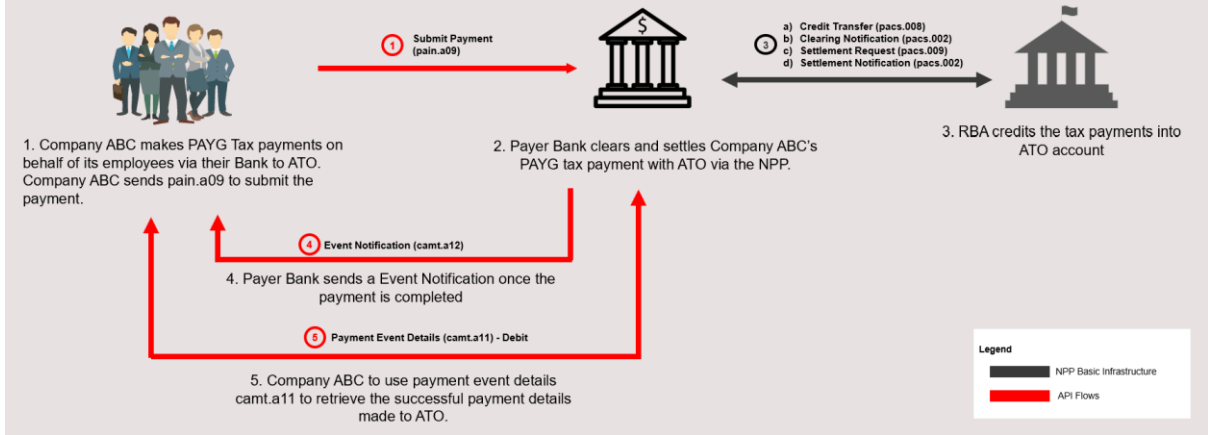 1
Submit Payment
(pain.a09)
$
3
a) Credit Transfer (pacs.008)
b) Clearing Notification (pacs.002)
c) Settlement Request (pacs.009)
d) Settlement Notification (pacs.002)
1. Company ABC makes PAYG Tax payments on
behalf of its employees via their Bank to ATO.
Company ABC sends pain.a09 to submit the
payment.
2. Payer Bank clears and settles Company ABC's
PAYG tax payment with ATO via the NPP.
3. RBA credits the tax payments into
ATO account
4 Event Notification (camt.a12)
4. Payer Bank sends a Event Notification once the
payment is completed
5 Payment Event Details (camt.a11) - Debit
5. Company ABC to use payment event details
camt.a11 to retrieve the successful payment details
made to ATO.
Legend
NPP Basic Infrastructure
API Flows